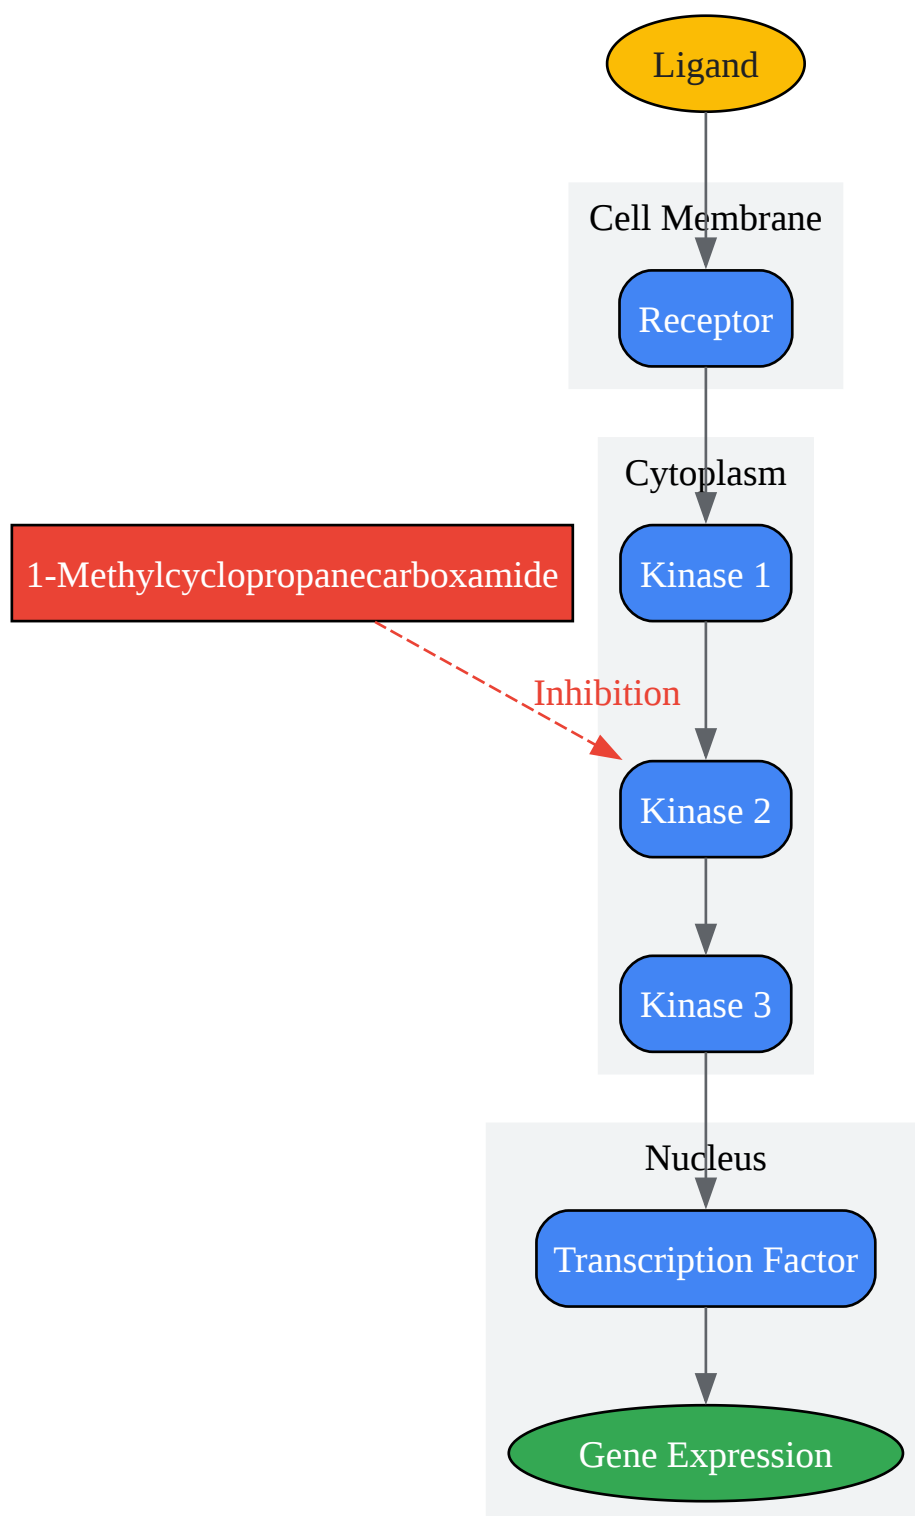 Ligand
Cell Membrane
Receptor
Cytoplasm
1-Methylcyclopropanecarboxamide
Kinase 1
Inhibition
Kinase 2
Kinase 3
Nucleus
Transcription Factor
Gene Expression